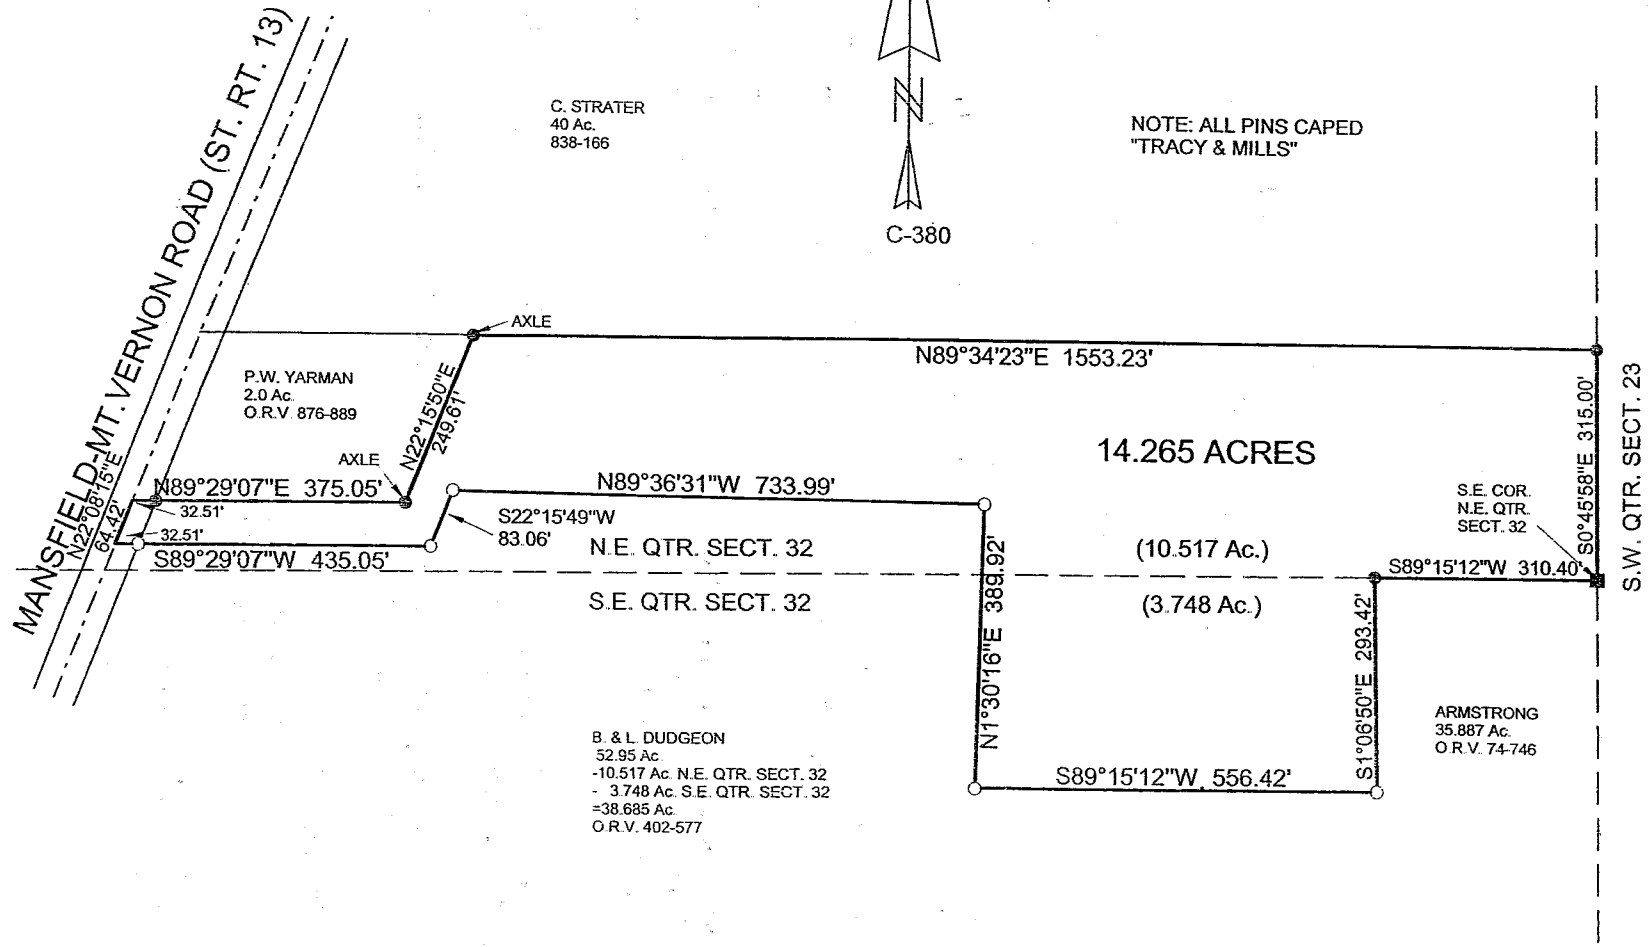 MANSFIELD-MT. VERNON ROAD (ST. RT. 13)
C. STRATER
40 Ac.
838-166
N
C-380
NOTE: ALL PINS CAPED
"TRACY & MILLS"
AXLE
N89°34'23"E 1553.23'
P.W. YARMAN
2.0 Ac.
O.R.V. 876-889
N22°15'50"E
249.61'
AXLE
N89°29'07"E 375.05'
N22°08'15"E
64.42'
32.51'
32.51'
S89°29'07"W 435.05'
N89°36'31"W 733.99'
S22°15'49"W
83.06'
14.265 ACRES
S.E. COR.
N.E. QTR.
SECT. 32
S0°45'58"E 315.00'
S.W. QTR. SECT. 23
N.E. QTR. SECT. 32
(10.517 Ac.)
S89°15'12"W 310.40'
S.E. QTR. SECT. 32
(3.748 Ac.)
N1°30'16"E 389.92'
S1°06'50"E 293.42'
S89°15'12"W 556.42'
ARMSTRONG
35.887 Ac.
O.R.V. 74-746
B. & L. DUDGEON
52.95 Ac.
-10.517 Ac. N.E. QTR. SECT. 32
- 3.748 Ac. S.E. QTR. SECT. 32
=38.685 Ac.
O.R.V. 402-577